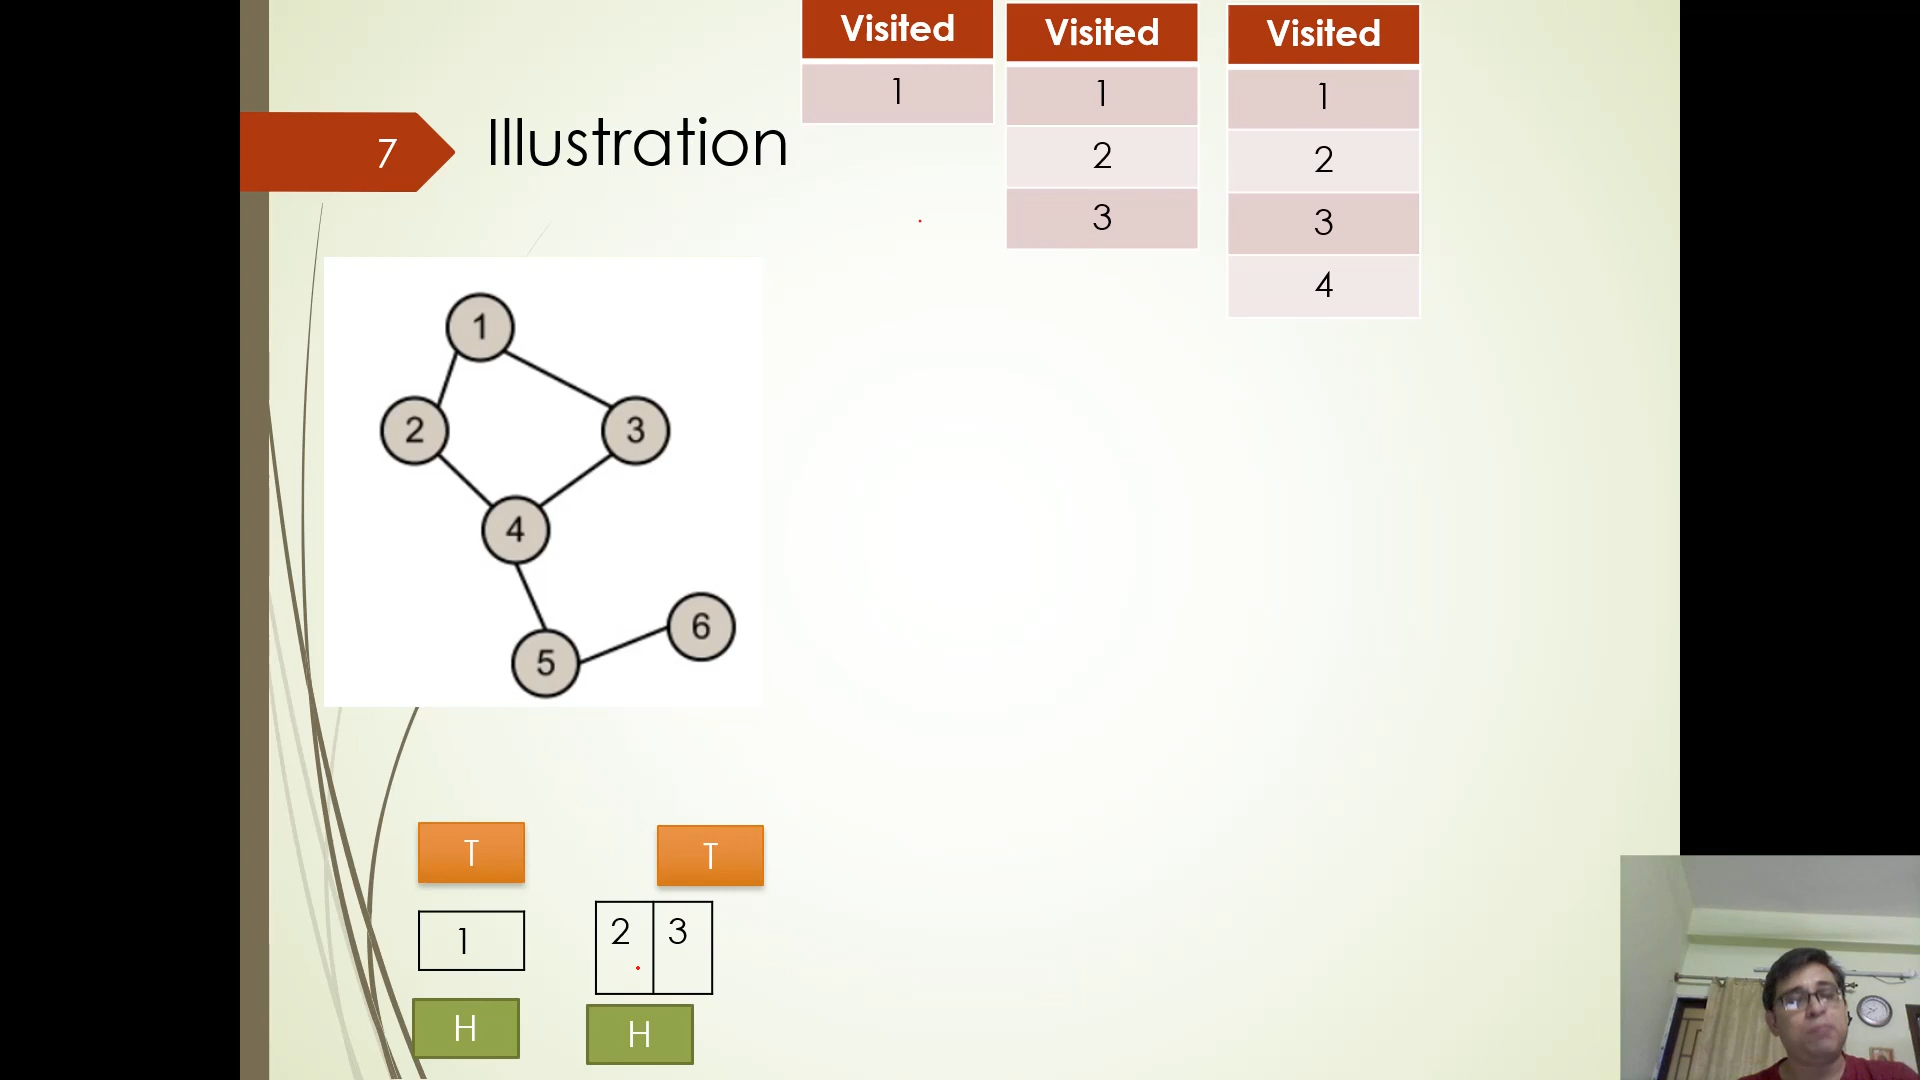 Visited Visited Visited
1 1 1
2 2
3 3
4
7 Illustration
1
2 3
4
5 6
T T
1 2 3
H H